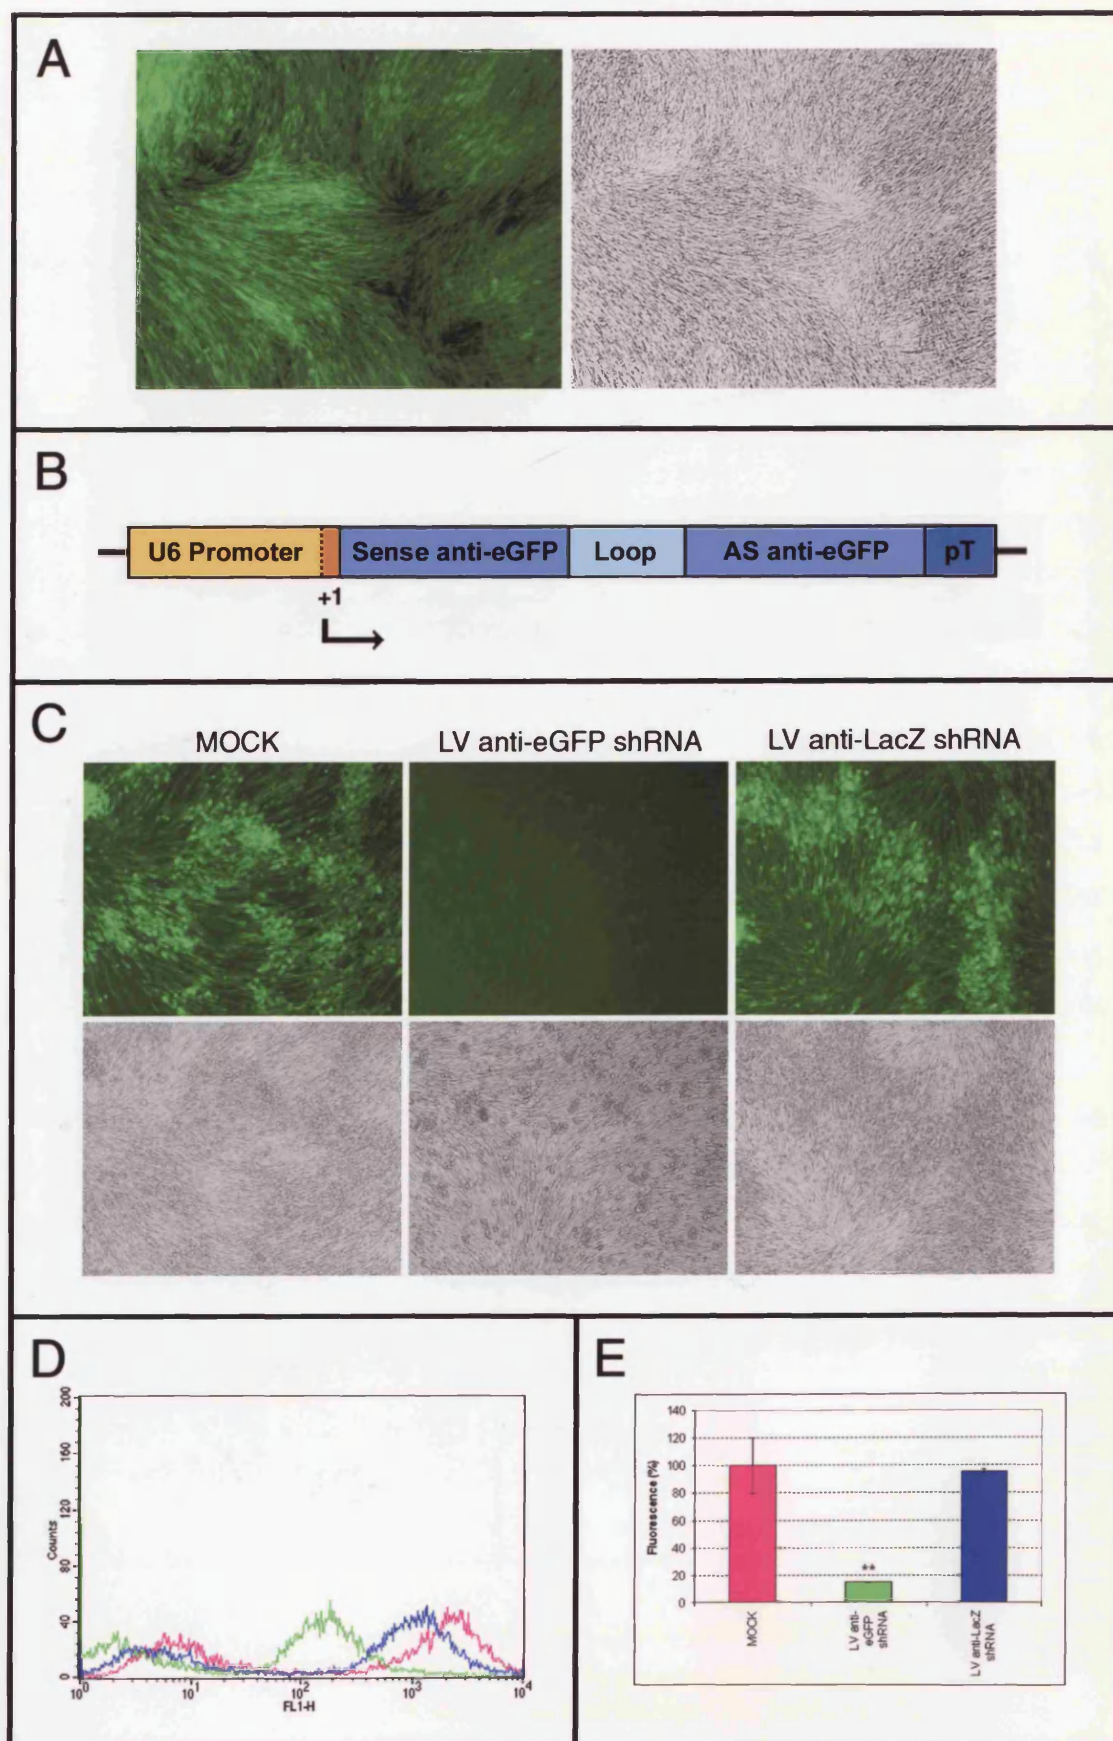 A
B
U6 Promoter Sense anti-eGFP Loop AS anti-eGFP pT
+1
C
MOCK LV anti-eGFP shRNA LV anti-LacZ shRNA
D
200
160
120
80
40
0
Counts
10^0 10^1 10^2 10^3 10^4
FL1-H
E
140
120
100
80
60
40
20
0
Fluorescence (%)
**
MOCK
LV anti-
eGFP
shRNA
LV anti-LacZ
shRNA